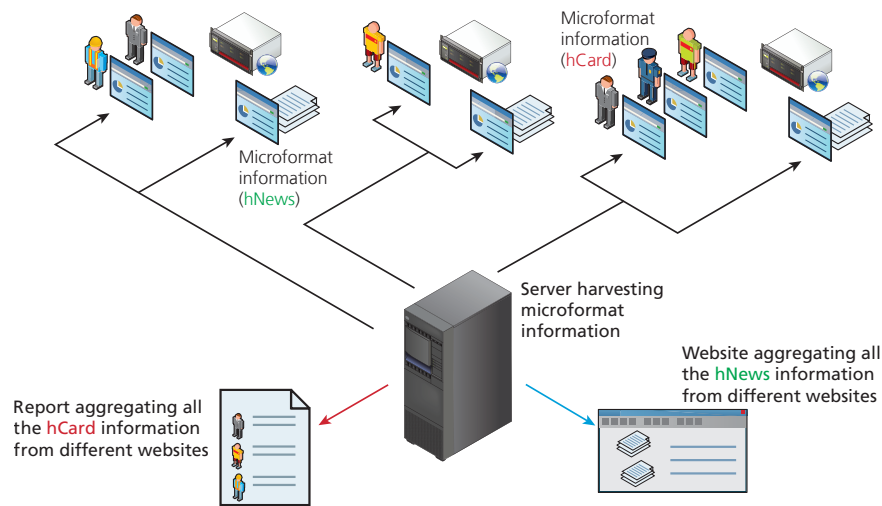 Microformat
information
(hCard)
Microformat
information
(hNews)
Server harvesting
microformat
information
Website aggregating all
the hNews information
from different websites
Report aggregating all
the hCard information
from different websites